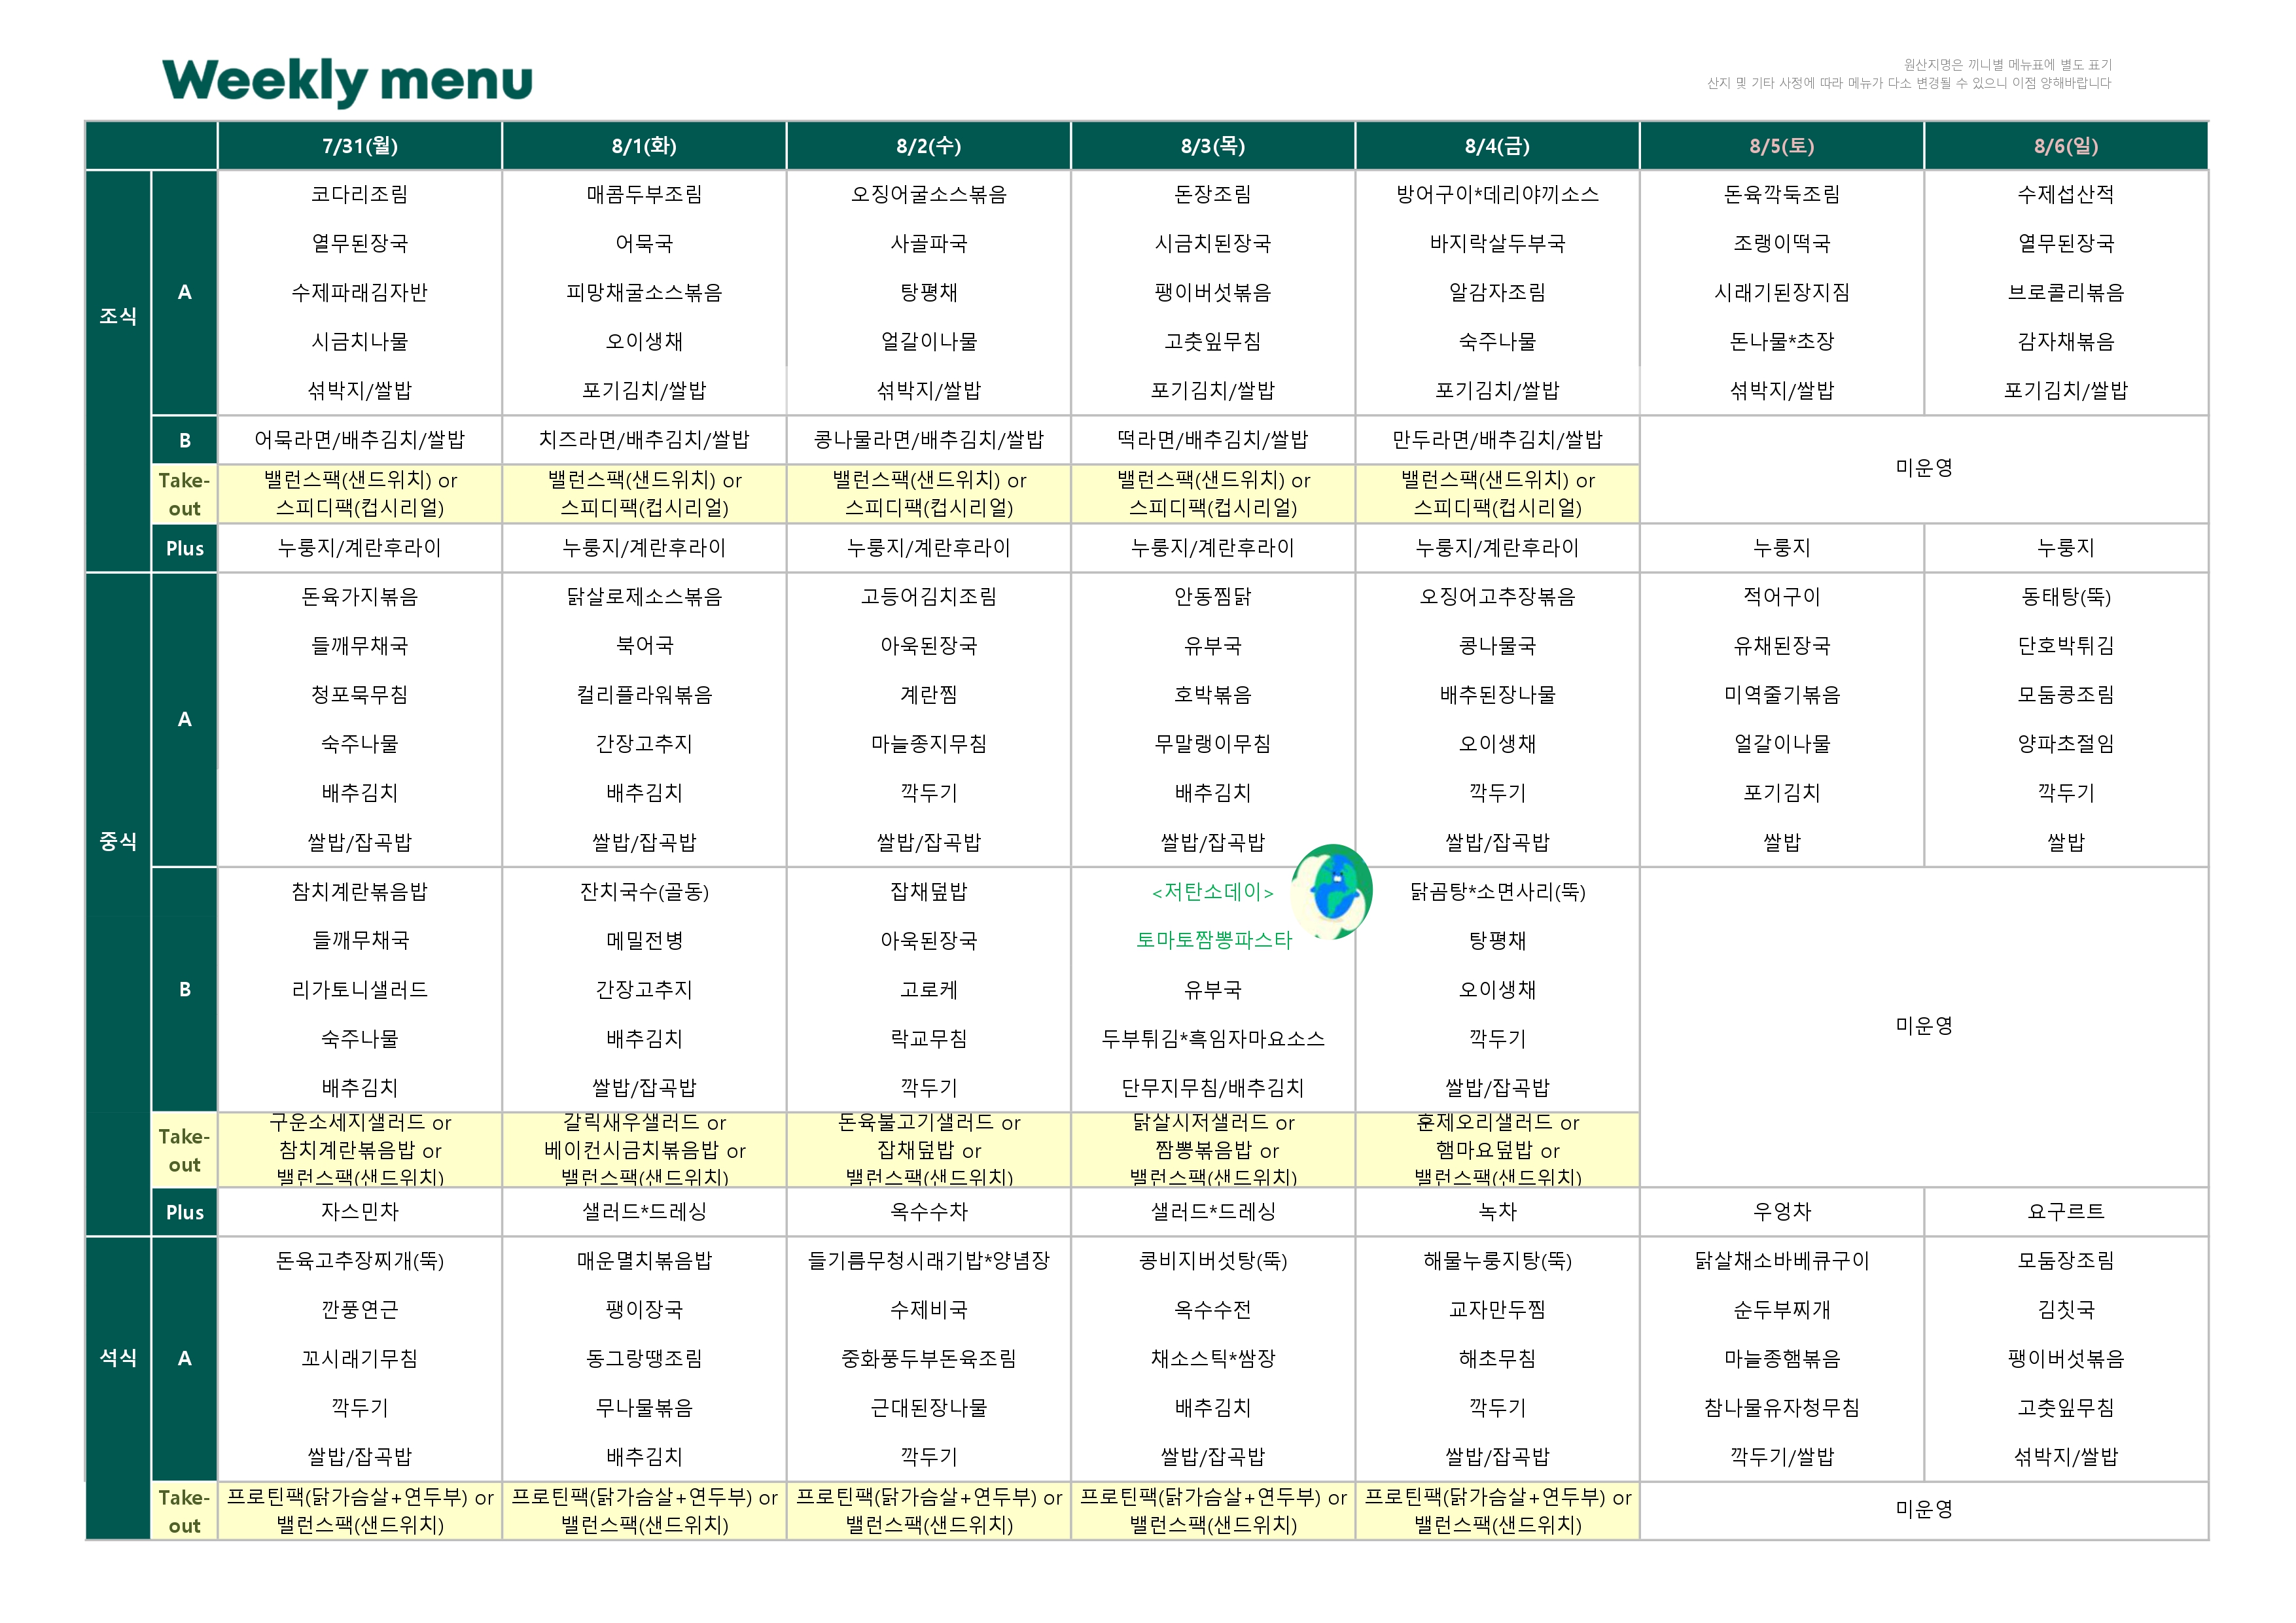 Weekly menu
원산지명은 끼니별 메뉴표에 별도 표기
산지 및 기타 사정에 따라 메뉴가 다소 변경될 수 있으니 이점 양해바랍니다
7/31(월) 8/1(화) 8/2(수) 8/3(목) 8/4(금) 8/5(토) 8/6(일)
조식
A
코다리조림 매콤두부조림 오징어굴소스볶음 돈장조림 방어구이*데리야끼소스 돈육깍둑조림 수제섭산적
열무된장국 어묵국 사골파국 시금치된장국 바지락살두부국 조랭이떡국 열무된장국
수제파래김자반 피망채굴소스볶음 탕평채 팽이버섯볶음 알감자조림 시래기된장지짐 브로콜리볶음
시금치나물 오이생채 얼갈이나물 고춧잎무침 숙주나물 돈나물*초장 감자채볶음
섞박지/쌀밥 포기김치/쌀밥 섞박지/쌀밥 포기김치/쌀밥 포기김치/쌀밥 섞박지/쌀밥 포기김치/쌀밥
B 어묵라면/배추김치/쌀밥 치즈라면/배추김치/쌀밥 콩나물라면/배추김치/쌀밥 떡라면/배추김치/쌀밥 만두라면/배추김치/쌀밥
미운영
Take- 밸런스팩(샌드위치) or 밸런스팩(샌드위치) or 밸런스팩(샌드위치) or 밸런스팩(샌드위치) or 밸런스팩(샌드위치) or
out 스피디팩(컵시리얼) 스피디팩(컵시리얼) 스피디팩(컵시리얼) 스피디팩(컵시리얼) 스피디팩(컵시리얼)
Plus 누룽지/계란후라이 누룽지/계란후라이 누룽지/계란후라이 누룽지/계란후라이 누룽지/계란후라이 누룽지 누룽지
중식
A
돈육가지볶음 닭살로제소스볶음 고등어김치조림 안동찜닭 오징어고추장볶음 적어구이 동태탕(뚝)
들깨무채국 북어국 아욱된장국 유부국 콩나물국 유채된장국 단호박튀김
청포묵무침 컬리플라워볶음 계란찜 호박볶음 배추된장나물 미역줄기볶음 모둠콩조림
숙주나물 간장고추지 마늘종지무침 무말랭이무침 오이생채 얼갈이나물 양파초절임
배추김치 배추김치 깍두기 배추김치 깍두기 포기김치 깍두기
쌀밥/잡곡밥 쌀밥/잡곡밥 쌀밥/잡곡밥 쌀밥/잡곡밥 쌀밥/잡곡밥 쌀밥 쌀밥
B
참치계란볶음밥 잔치국수(골동) 잡채덮밥 <저탄소데이> 닭곰탕*소면사리(뚝)
들깨무채국 메밀전병 아욱된장국 토마토짬뽕파스타 탕평채
리가토니샐러드 간장고추지 고로케 유부국 오이생채
숙주나물 배추김치 락교무침 두부튀김*흑임자마요소스 깍두기
배추김치 쌀밥/잡곡밥 깍두기 단무지무침/배추김치 쌀밥/잡곡밥
미운영
Take-
out
구운소세지샐러드 or 갈릭새우샐러드 or 돈육불고기샐러드 or 닭살시저샐러드 or 훈제오리샐러드 or
참치계란볶음밥 or 베이컨시금치볶음밥 or 잡채덮밥 or 짬뽕볶음밥 or 햄마요덮밥 or
밸런스팩(샌드위치) 밸런스팩(샌드위치) 밸런스팩(샌드위치) 밸런스팩(샌드위치) 밸런스팩(샌드위치)
Plus 자스민차 샐러드*드레싱 옥수수차 샐러드*드레싱 녹차 우엉차 요구르트
석식
A
돈육고추장찌개(뚝) 매운멸치볶음밥 들기름무청시래기밥*양념장 콩비지버섯탕(뚝) 해물누룽지탕(뚝) 닭살채소바베큐구이 모둠장조림
깐풍연근 팽이장국 수제비국 옥수수전 교자만두찜 순두부찌개 김칫국
꼬시래기무침 동그랑땡조림 중화풍두부돈육조림 채소스틱*쌈장 해초무침 마늘종햄볶음 팽이버섯볶음
깍두기 무나물볶음 근대된장나물 배추김치 깍두기 참나물유자청무침 고춧잎무침
쌀밥/잡곡밥 배추김치 깍두기 쌀밥/잡곡밥 쌀밥/잡곡밥 깍두기/쌀밥 섞박지/쌀밥
Take- 프로틴팩(닭가슴살+연두부) or 프로틴팩(닭가슴살+연두부) or 프로틴팩(닭가슴살+연두부) or 프로틴팩(닭가슴살+연두부) or 프로틴팩(닭가슴살+연두부) or
out 밸런스팩(샌드위치) 밸런스팩(샌드위치) 밸런스팩(샌드위치) 밸런스팩(샌드위치) 밸런스팩(샌드위치)
미운영